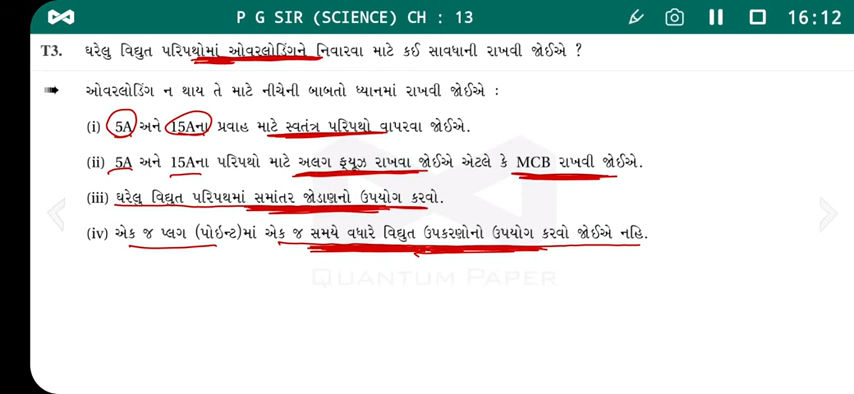 P G SIR (SCIENCE) CH : 13
16:12
T3. ઘરેલુ વિદ્યુત પરિપથોમાં ઓવરલોડિંગને નિવારવા માટે કઈ સાવધાની રાખવી જોઈએ ?
ઓવરલોડિંગ ન થાય તે માટે નીચેની બાબતો ધ્યાનમાં રાખવી જોઈએ :
(i) 5A અને 15Aના પ્રવાહ માટે સ્વતંત્ર પરિપથો વાપરવા જોઈએ.
(ii) 5A અને 15Aના પરિપથો માટે અલગ ફ્યૂઝ રાખવા જોઈએ એટલે કે MCB રાખવી જોઈએ.
(iii) ઘરેલુ વિદ્યુત પરિપથમાં સમાંતર જોડાણનો ઉપયોગ કરવો.
(iv) એક જ પ્લગ (પોઇન્ટ)માં એક જ સમયે વધારે વિદ્યુત ઉપકરણોનો ઉપયોગ કરવો જોઈએ નહિ.
QUANTUM PAPER